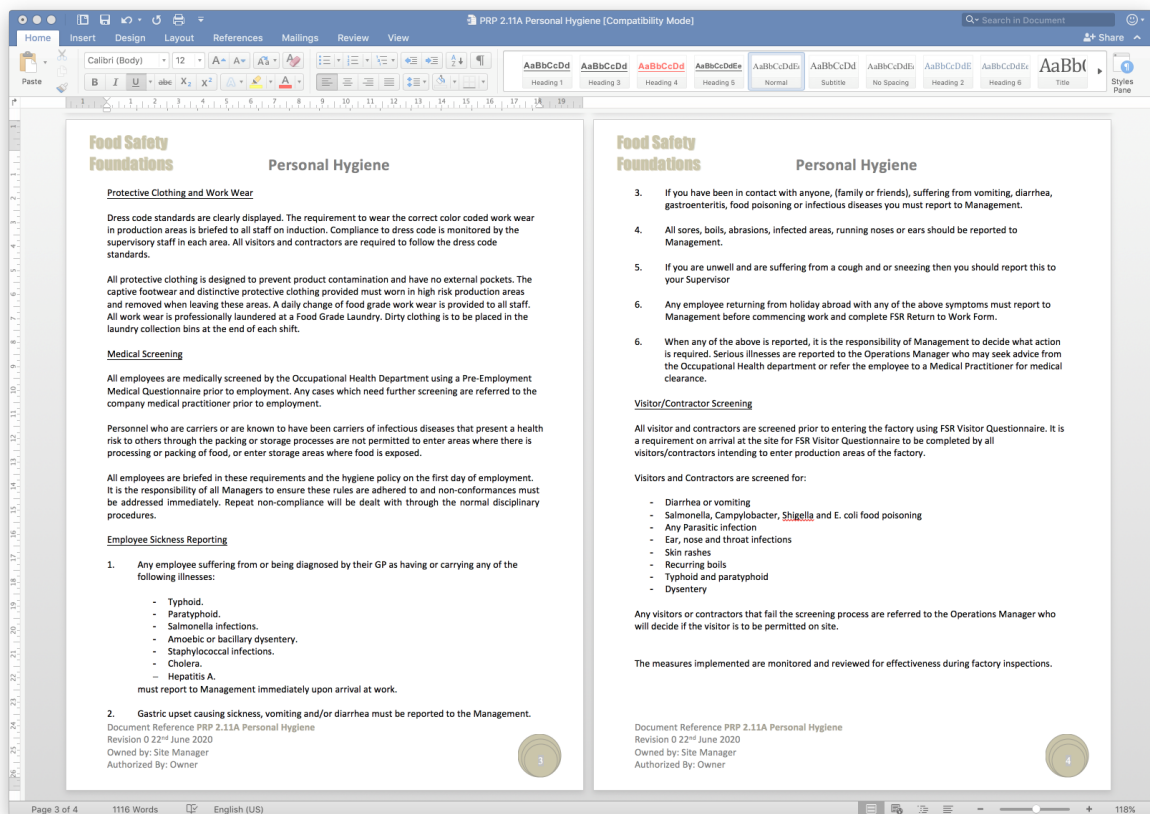 PRP 2.11A Personal Hygiene [Compatibility Mode]
Search in Document
Home Insert Design Layout References Mailings Review View
Share
Paste
Calibri (Body) 12
B I U abc X2 X2 A
AaBbCcDd AaBbCcDd AaBbCcDd AaBbCcDdEe AaBbCcDdEe AaBbCcDd AaBbCcDdEe AaBbCcDdE AaBbCcDdEe AaBb(
Heading 1 Heading 3 Heading 4 Heading 5 Normal Subtitle No Spacing Heading 2 Heading 6 Title
Styles Pane
Food Safety
Foundations
Personal Hygiene
Protective Clothing and Work Wear
Dress code standards are clearly displayed. The requirement to wear the correct color coded work wear
in production areas is briefed to all staff on induction. Compliance to dress code is monitored by the
supervisory staff in each area. All visitors and contractors are required to follow the dress code
standards.
All protective clothing is designed to prevent product contamination and have no external pockets. The
captive footwear and distinctive protective clothing provided must worn in high risk production areas
and removed when leaving these areas. A daily change of food grade work wear is provided to all staff.
All work wear is professionally laundered at a Food Grade Laundry. Dirty clothing is to be placed in the
laundry collection bins at the end of each shift.
Medical Screening
All employees are medically screened by the Occupational Health Department using a Pre-Employment
Medical Questionnaire prior to employment. Any cases which need further screening are referred to the
company medical practitioner prior to employment.
Personnel who are carriers or are known to have been carriers of infectious diseases that present a health
risk to others through the packing or storage processes are not permitted to enter areas where there is
processing or packing of food, or enter storage areas where food is exposed.
All employees are briefed in these requirements and the hygiene policy on the first day of employment.
It is the responsibility of all Managers to ensure these rules are adhered to and non-conformances must
be addressed immediately. Repeat non-compliance will be dealt with through the normal disciplinary
procedures.
Employee Sickness Reporting
1. Any employee suffering from or being diagnosed by their GP as having or carrying any of the
following illnesses:
- Typhoid.
- Paratyphoid.
- Salmonella infections.
- Amoebic or bacillary dysentery.
- Staphylococcal infections.
- Cholera.
– Hepatitis A.
must report to Management immediately upon arrival at work.
2. Gastric upset causing sickness, vomiting and/or diarrhea must be reported to the Management.
Document Reference PRP 2.11A Personal Hygiene
Revision 0 22nd June 2020
Owned by: Site Manager
Authorized By: Owner
3
Food Safety
Foundations
Personal Hygiene
3. If you have been in contact with anyone, (family or friends), suffering from vomiting, diarrhea,
gastroenteritis, food poisoning or infectious diseases you must report to Management.
4. All sores, boils, abrasions, infected areas, running noses or ears should be reported to
Management.
5. If you are unwell and are suffering from a cough and or sneezing then you should report this to
your Supervisor
6. Any employee returning from holiday abroad with any of the above symptoms must report to
Management before commencing work and complete FSR Return to Work Form.
6. When any of the above is reported, it is the responsibility of Management to decide what action
is required. Serious illnesses are reported to the Operations Manager who may seek advice from
the Occupational Health department or refer the employee to a Medical Practitioner for medical
clearance.
Visitor/Contractor Screening
All visitor and contractors are screened prior to entering the factory using FSR Visitor Questionnaire. It is
a requirement on arrival at the site for FSR Visitor Questionnaire to be completed by all
visitors/contractors intending to enter production areas of the factory.
Visitors and Contractors are screened for:
- Diarrhea or vomiting
- Salmonella, Campylobacter, Shigella and E. coli food poisoning
- Any Parasitic infection
- Ear, nose and throat infections
- Skin rashes
- Recurring boils
- Typhoid and paratyphoid
- Dysentery
Any visitors or contractors that fail the screening process are referred to the Operations Manager who
will decide if the visitor is to be permitted on site.
The measures implemented are monitored and reviewed for effectiveness during factory inspections.
Document Reference PRP 2.11A Personal Hygiene
Revision 0 22nd June 2020
Owned by: Site Manager
Authorized By: Owner
4
Page 3 of 4 1116 Words English (US) 118%